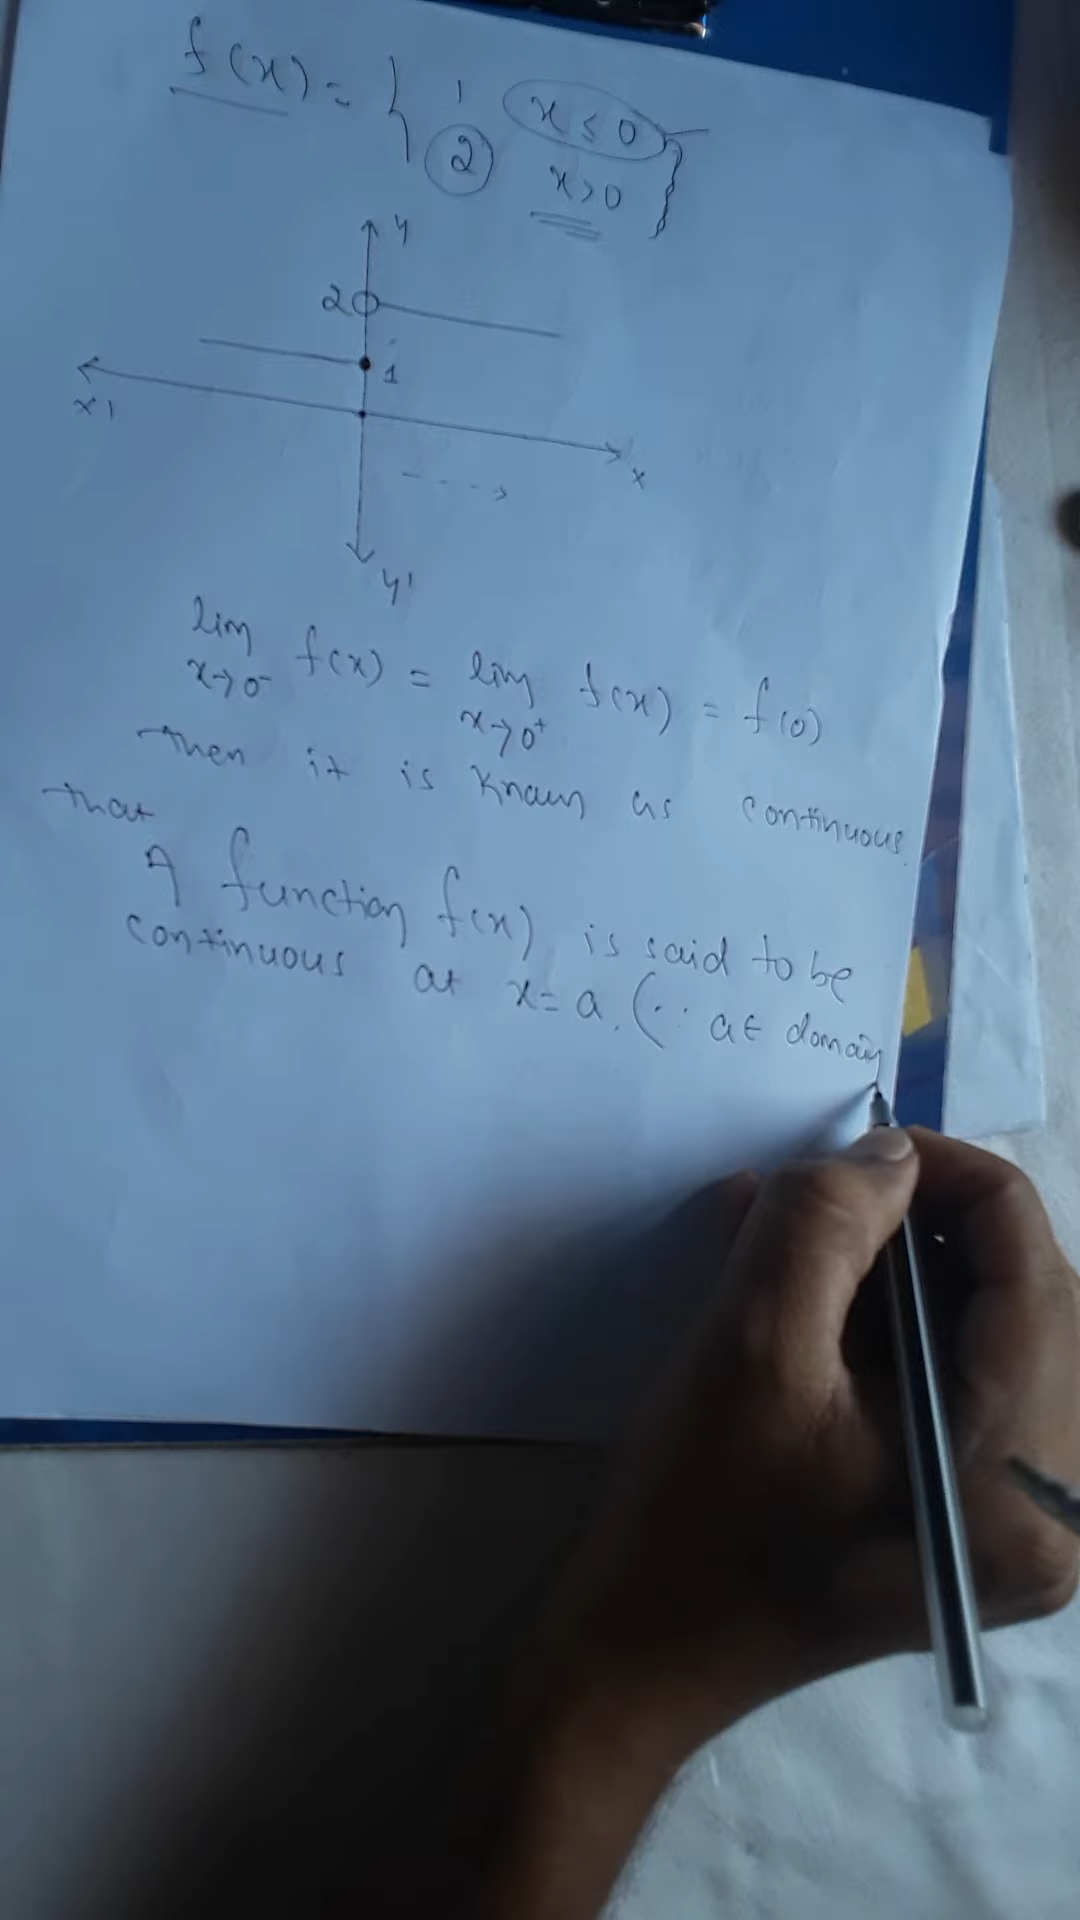 f(x) = { 1 x ≤ 0
2 x > 0 }
y
2
1
x'
x
y'
lim f(x) = lim f(x) = f(0)
x→0⁻ x→0⁺
then it is known as continuous.
that
A function f(x) is said to be
continuous at x = a. (∵ a ∈ domain